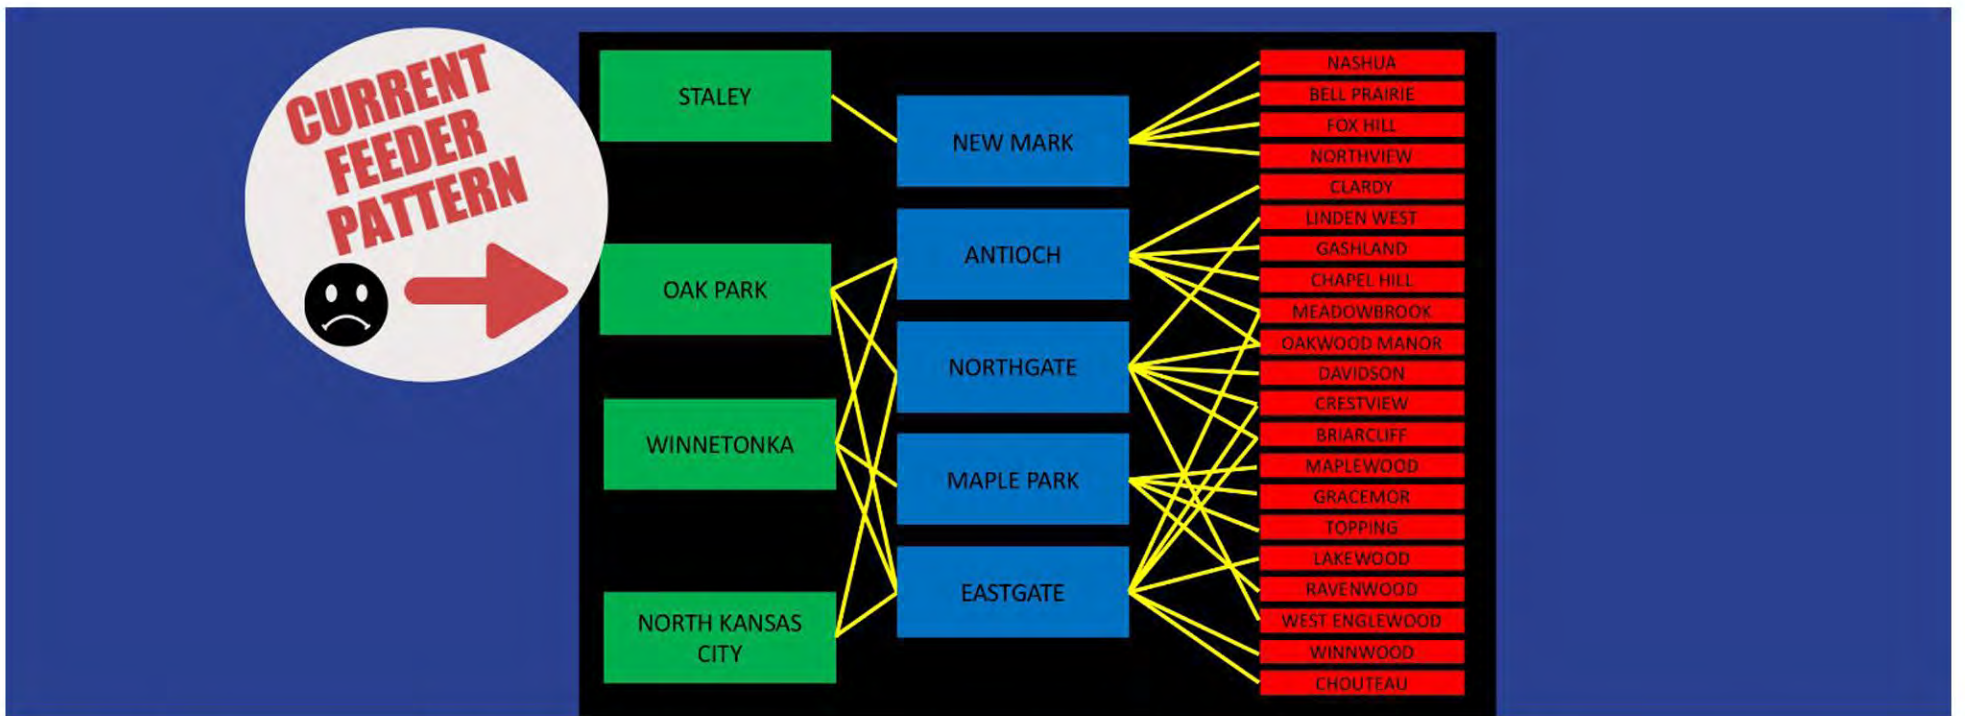 CURRENT
FEEDER
PATTERN
STALEY
OAK PARK
WINNETONKA
NORTH KANSAS
CITY
NEW MARK
ANTIOCH
NORTHGATE
MAPLE PARK
EASTGATE
NASHUA
BELL PRAIRIE
FOX HILL
NORTHVIEW
CLARDY
LINDEN WEST
GASHLAND
CHAPEL HILL
MEADOWBROOK
OAKWOOD MANOR
DAVIDSON
CRESTVIEW
BRIARCLIFF
MAPLEWOOD
GRACEMOR
TOPPING
LAKEWOOD
RAVENWOOD
WEST ENGLEWOOD
WINNWOOD
CHOUTEAU